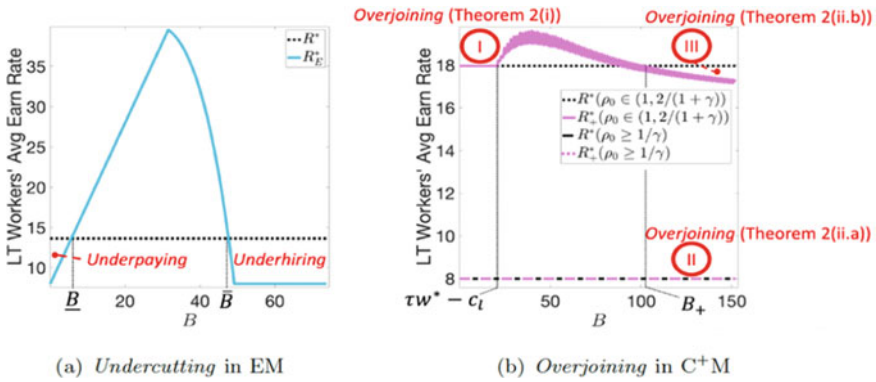 LT Workers' Avg Earn Rate
35
30
25
20
15
10
R*
R*_E
Underpaying
Underhiring
0
20
40
60
B̲
B̄
B
(a) Undercutting in EM
Overjoining (Theorem 2(i))
Overjoining (Theorem 2(ii.b))
I
III
LT Workers' Avg Earn Rate
18
16
14
12
10
8
R*(ρ₀ ∈ (1, 2/(1 + γ))
R*₊(ρ₀ ∈ (1, 2/(1 + γ))
R*(ρ₀ ≥ 1/γ)
R*₊(ρ₀ ≥ 1/γ)
Overjoining (Theorem 2(ii.a))
II
0
50
100
150
τw* − c_l
B₊
B
(b) Overjoining in C⁺M